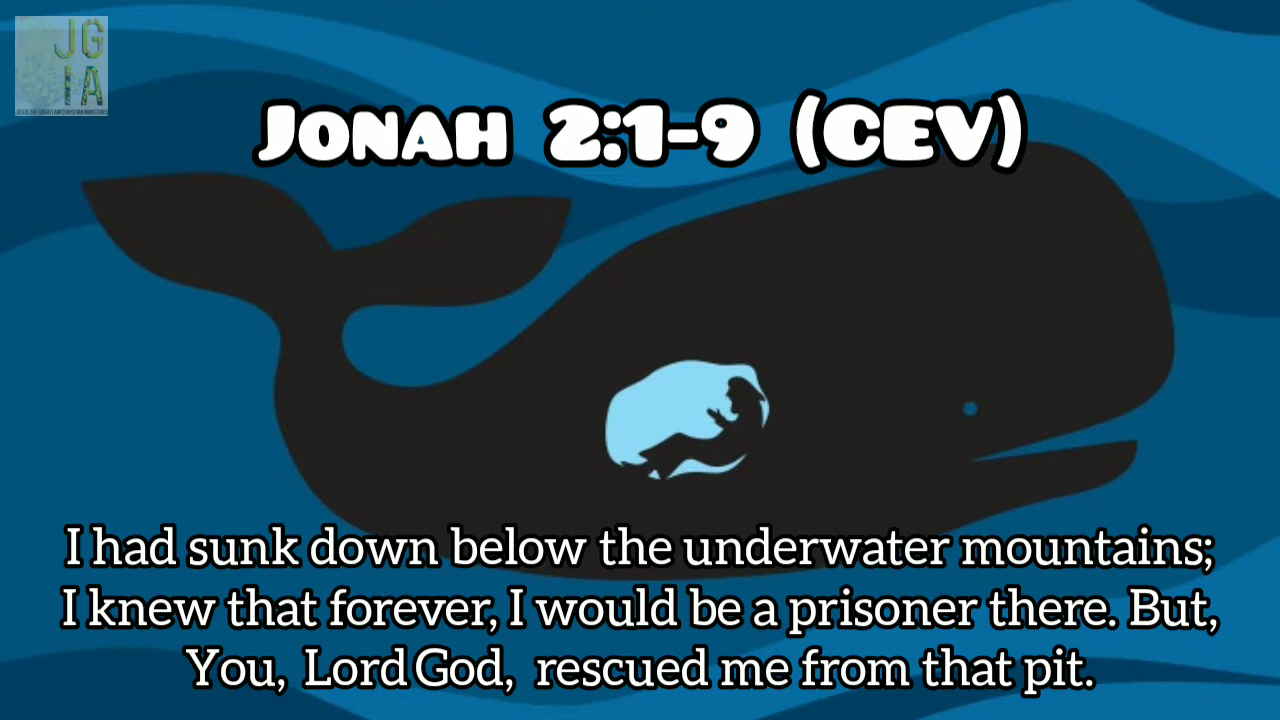 JG
IA
Jonah 2:1-9 (CEV)
I had sunk down below the underwater mountains;
I knew that forever, I would be a prisoner there. But,
You, Lord God, rescued me from that pit.